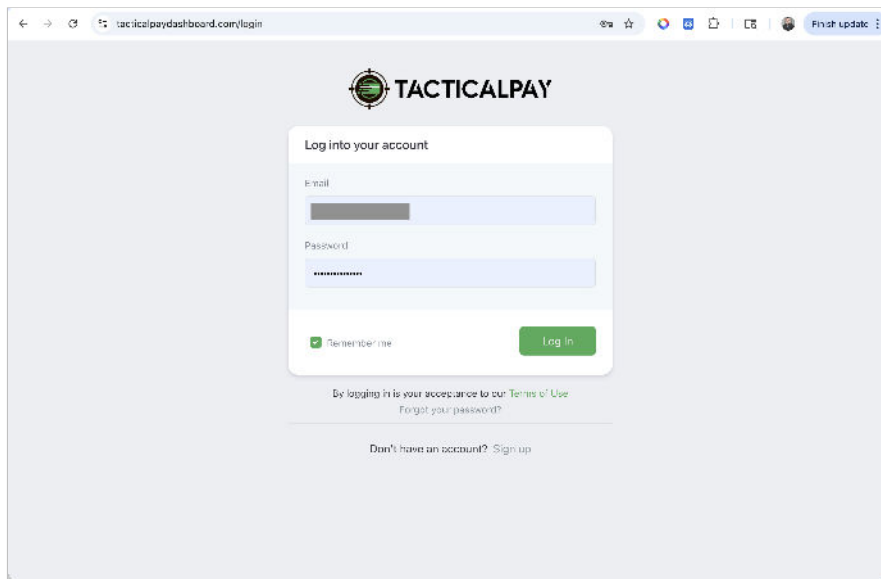 tacticalpaydashboard.com/login
Finish update
TACTICALPAY
Log into your account
Email
Password
Remember me
Log In
By logging in is your acceptance to our Terms of Use
Forgot your password?
Don't have an account? Sign up